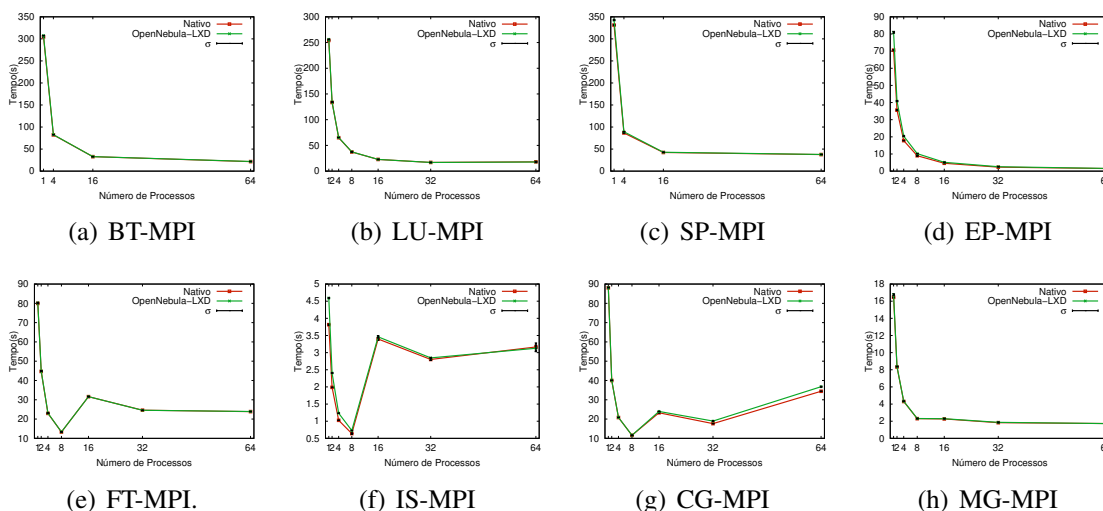 350
300
250
200
150
100
50
0
1 4 16 64
Tempo(s)
Número de Processos
Nativo
OpenNebula-LXD
σ
(a) BT-MPI
300
250
200
150
100
50
0
1 2 4 8 16 32 64
Tempo(s)
Número de Processos
Nativo
OpenNebula-LXD
σ
(b) LU-MPI
350
300
250
200
150
100
50
0
1 4 16 64
Tempo(s)
Número de Processos
Nativo
OpenNebula-LXD
σ
(c) SP-MPI
90
80
70
60
50
40
30
20
10
0
1 2 4 8 16 32 64
Tempo(s)
Número de Processos
Nativo
OpenNebula-LXD
σ
(d) EP-MPI
90
80
70
60
50
40
30
20
10
1 2 4 8 16 32 64
Tempo(s)
Número de Processos
Nativo
OpenNebula-LXD
σ
(e) FT-MPI.
5
4.5
4
3.5
3
2.5
2
1.5
1
0.5
1 2 4 8 16 32 64
Tempo(s)
Número de Processos
Nativo
OpenNebula-LXD
σ
(f) IS-MPI
90
80
70
60
50
40
30
20
10
1 2 4 8 16 32 64
Tempo(s)
Número de Processos
Nativo
OpenNebula-LXD
σ
(g) CG-MPI
18
16
14
12
10
8
6
4
2
0
1 2 4 8 16 32 64
Tempo(s)
Número de Processos
Nativo
OpenNebula-LXD
σ
(h) MG-MPI